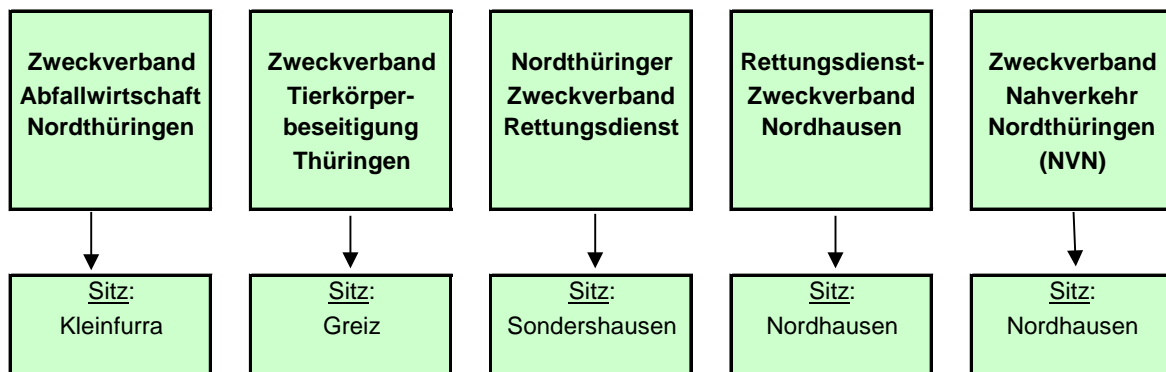 Zweckverband
Abfallwirtschaft
Nordthüringen
Zweckverband
Tierkörper-
beseitigung
Thüringen
Nordthüringer
Zweckverband
Rettungsdienst
Rettungsdienst-
Zweckverband
Nordhausen
Zweckverband
Nahverkehr
Nordthüringen
(NVN)
Sitz:
Kleinfurra
Sitz:
Greiz
Sitz:
Sondershausen
Sitz:
Nordhausen
Sitz:
Nordhausen